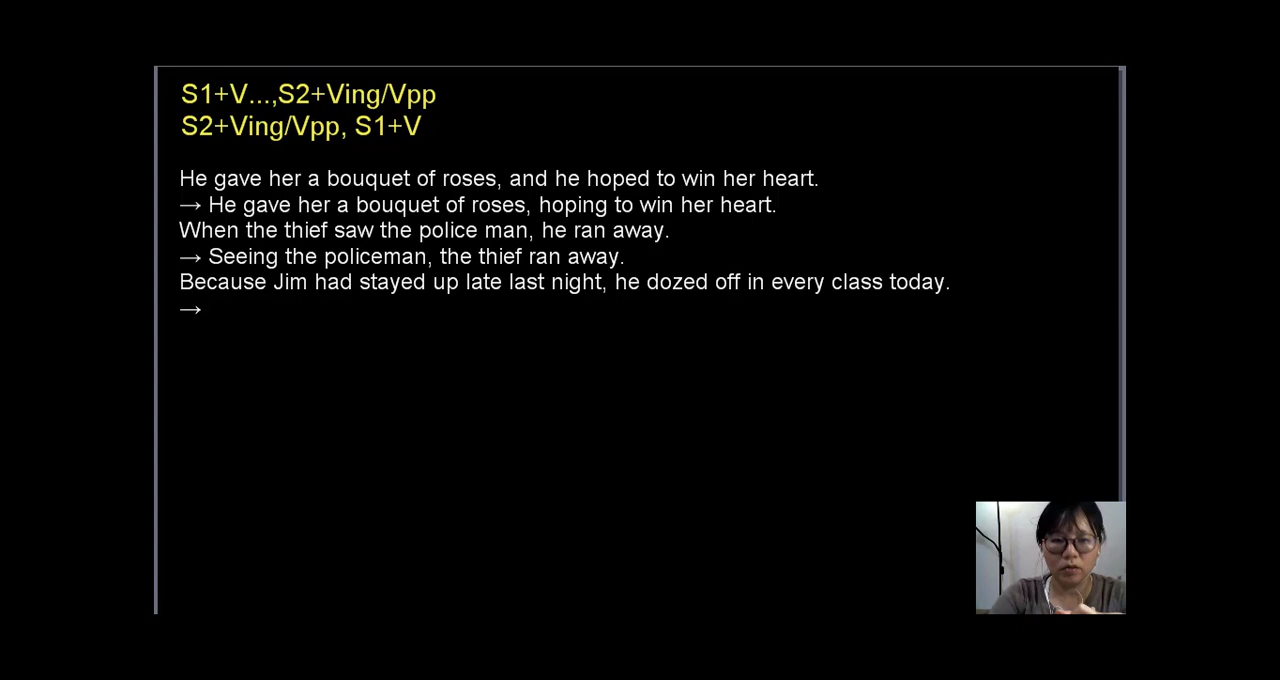 S1+V...,S2+Ving/Vpp
S2+Ving/Vpp, S1+V
He gave her a bouquet of roses, and he hoped to win her heart.
→ He gave her a bouquet of roses, hoping to win her heart.
When the thief saw the police man, he ran away.
→ Seeing the policeman, the thief ran away.
Because Jim had stayed up late last night, he dozed off in every class today.
→